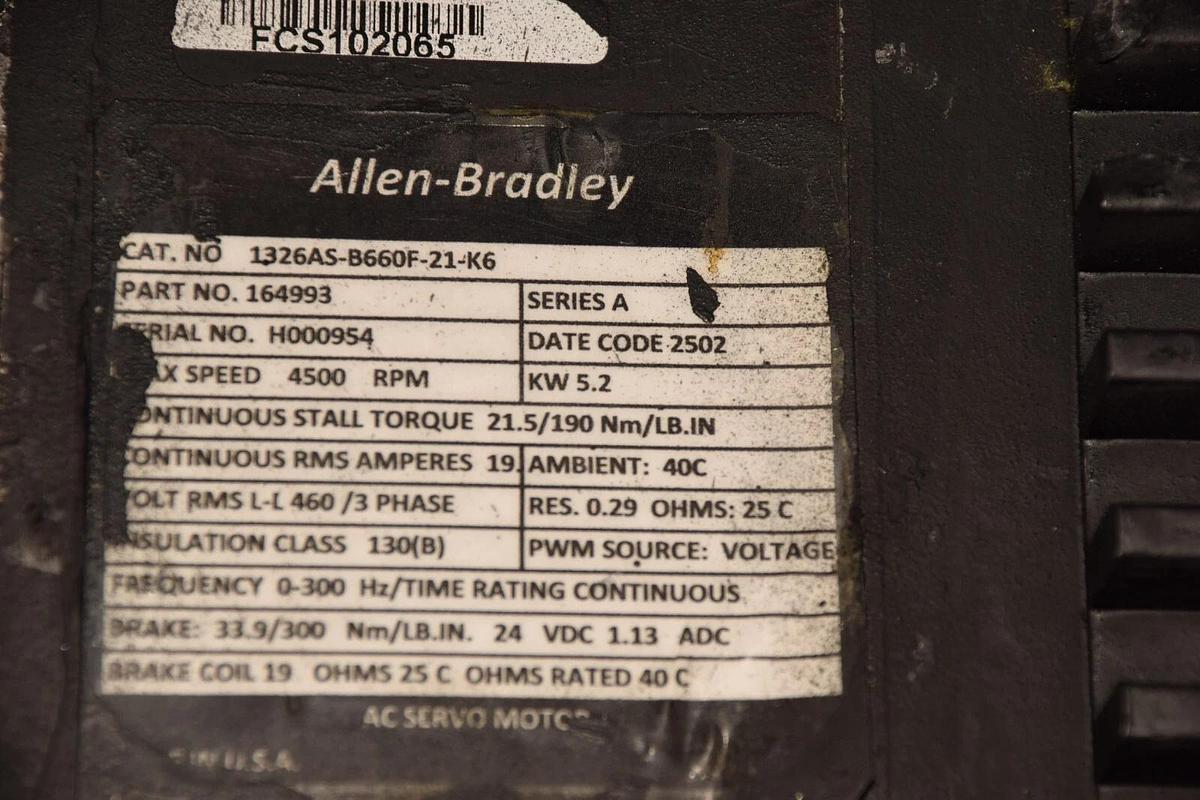 FCS102065
Allen-Bradley
CAT. NO 1326AS-B660F-21-K6
PART NO. 164993 SERIES A
SERIAL NO. H000954 DATE CODE 2502
AX SPEED 4500 RPM KW 5.2
CONTINUOUS STALL TORQUE 21.5/190 Nm/LB.IN
CONTINUOUS RMS AMPERES 19. AMBIENT: 40C
VOLT RMS L-L 460 /3 PHASE RES. 0.29 OHMS: 25 C
INSULATION CLASS 130(B) PWM SOURCE: VOLTAGE
FREQUENCY 0-300 Hz/TIME RATING CONTINUOUS
BRAKE: 33.9/300 Nm/LB.IN. 24 VDC 1.13 ADC
BRAKE COIL 19 OHMS 25 C OHMS RATED 40 C
AC SERVO MOTOR
IN U.S.A.